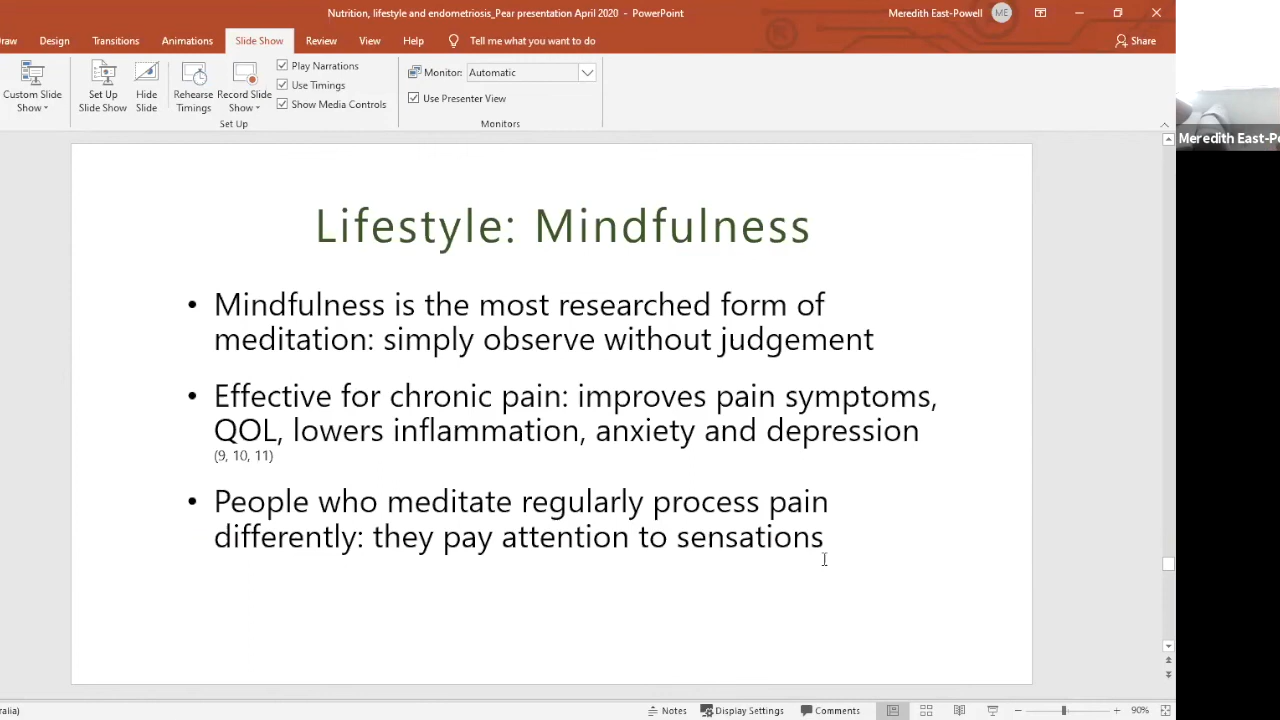 Nutrition, lifestyle and endometriosis_Pear presentation April 2020 - PowerPoint
Meredith East-Powell
ME
raw
Design
Transitions
Animations
Slide Show
Review
View
Help
Tell me what you want to do
Share
Custom Slide
Show
Set Up
Slide Show
Hide
Slide
Rehearse
Timings
Record Slide
Show
Play Narrations
Use Timings
Show Media Controls
Set Up
Monitor:
Automatic
Use Presenter View
Monitors
Meredith East-Po
Lifestyle: Mindfulness
• Mindfulness is the most researched form of
meditation: simply observe without judgement
• Effective for chronic pain: improves pain symptoms,
QOL, lowers inflammation, anxiety and depression
(9, 10, 11)
• People who meditate regularly process pain
differently: they pay attention to sensations
ralia)
Notes
Display Settings
Comments
90%